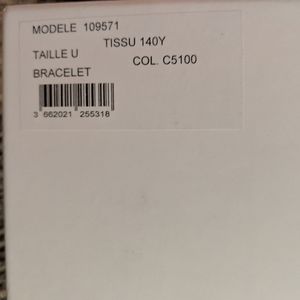 MODELE 109571
TISSU 140Y
TAILLE U
COL. C5100
BRACELET
3 662021 255318